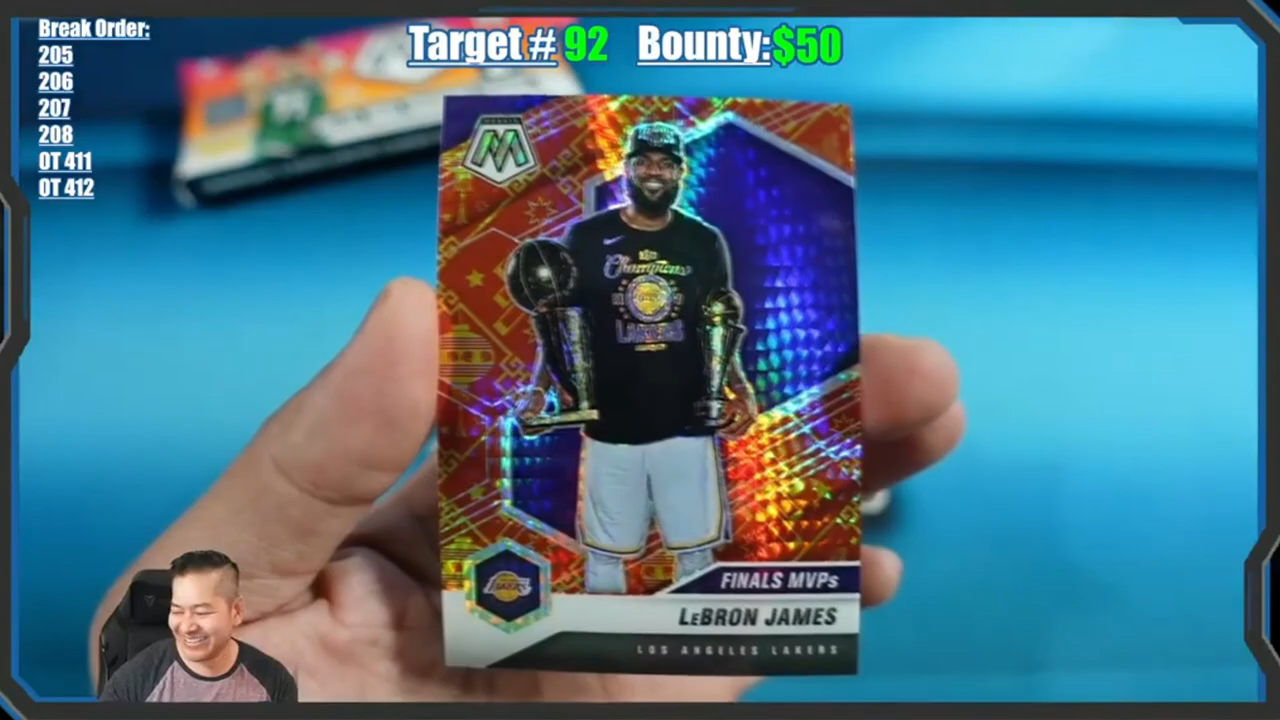 Break Order:
205
206
207
208
OT 411
OT 412
Target # 92 Bounty:$50
Champions
LAKERS
LAKERS
FINALS MVPs
LEBRON JAMES
LOS ANGELES LAKERS